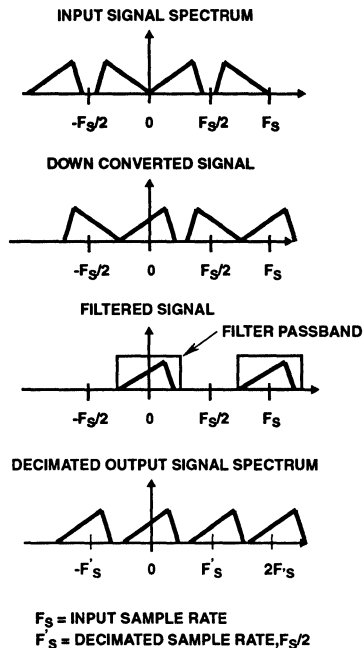 INPUT SIGNAL SPECTRUM
-FS/2 0 FS/2 FS
DOWN CONVERTED SIGNAL
-FS/2 0 FS/2 FS
FILTERED SIGNAL
FILTER PASSBAND
-FS/2 0 FS/2 FS
DECIMATED OUTPUT SIGNAL SPECTRUM
-F'S 0 F'S 2F'S
FS = INPUT SAMPLE RATE
F'S = DECIMATED SAMPLE RATE,FS/2